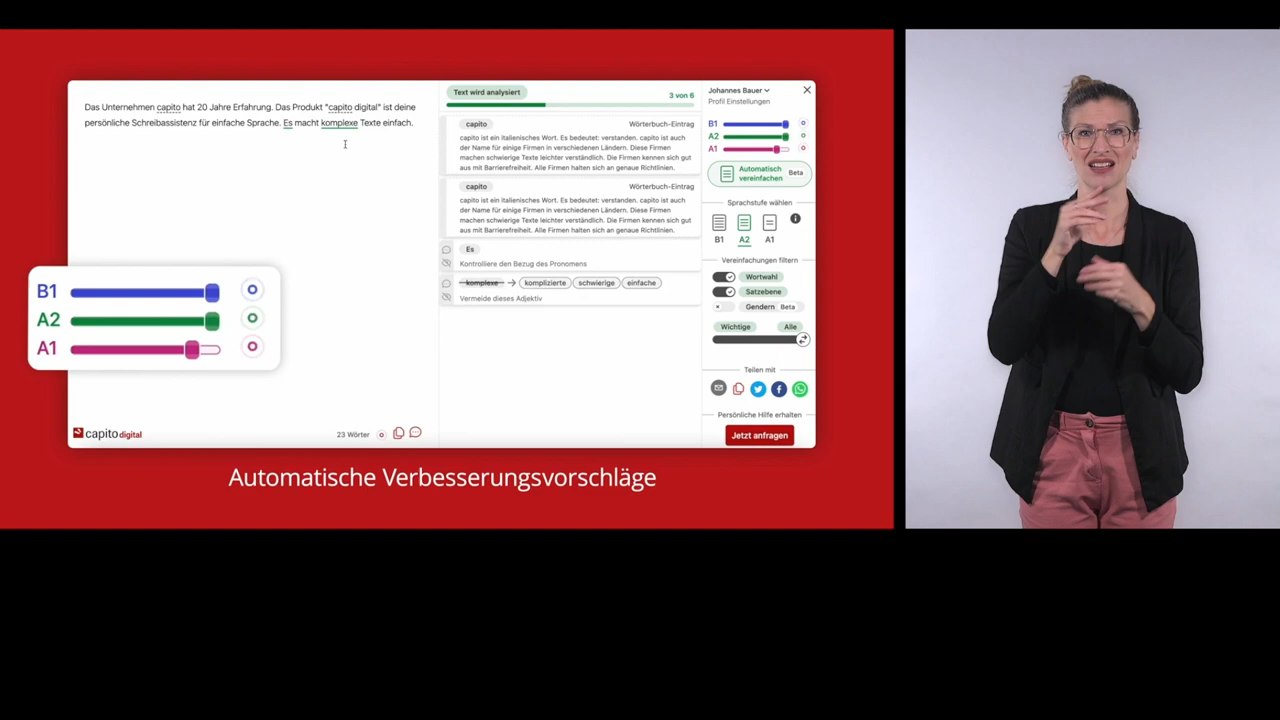 Das Unternehmen capito hat 20 Jahre Erfahrung. Das Produkt "capito digital" ist deine
persönliche Schreibassistenz für einfache Sprache. Es macht komplexe Texte einfach.
B1
A2
A1
capito digital
23 Wörter
Text wird analysiert
3 von 6
capito
Wörterbuch-Eintrag
capito ist ein italienisches Wort. Es bedeutet: verstanden. capito ist auch
der Name für einige Firmen in verschiedenen Ländern. Diese Firmen
machen schwierige Texte leichter verständlich. Die Firmen kennen sich gut
aus mit Barrierefreiheit. Alle Firmen halten sich an genaue Richtlinien.
capito
Wörterbuch-Eintrag
capito ist ein italienisches Wort. Es bedeutet: verstanden. capito ist auch
der Name für einige Firmen in verschiedenen Ländern. Diese Firmen
machen schwierige Texte leichter verständlich. Die Firmen kennen sich gut
aus mit Barrierefreiheit. Alle Firmen halten sich an genaue Richtlinien.
Es
Kontrolliere den Bezug des Pronomens
komplexe → komplizierte schwierige einfache
Vermeide dieses Adjektiv
Johannes Bauer
Profil Einstellungen
B1
A2
A1
Automatisch
vereinfachen
Beta
Sprachstufe wählen
B1 A2 A1
Vereinfachungen filtern
Wortwahl
Satzebene
Gendern Beta
Wichtige Alle
Teilen mit
Persönliche Hilfe erhalten
Jetzt anfragen
Automatische Verbesserungsvorschläge